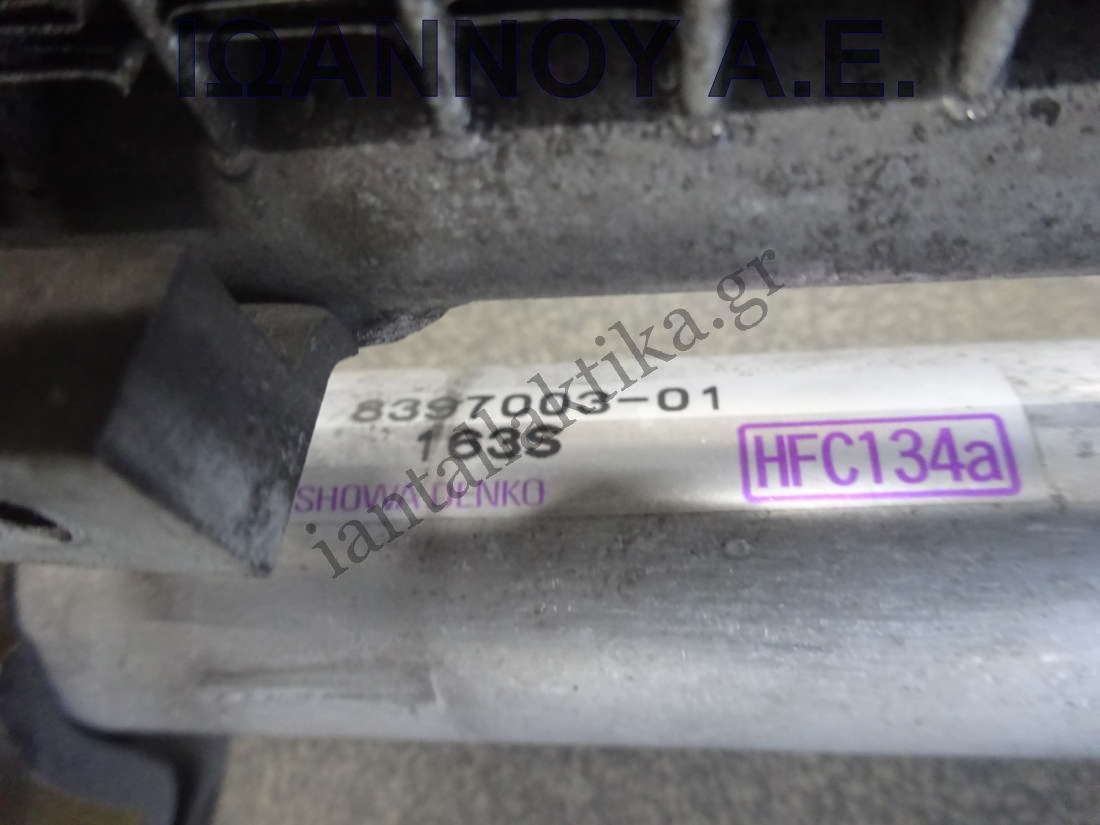 ΙΩΑΝΝΟΥ Α.Ε.
iantalaktika.gr
8397003-01
163S
HFC134a
SHOWA DENKO